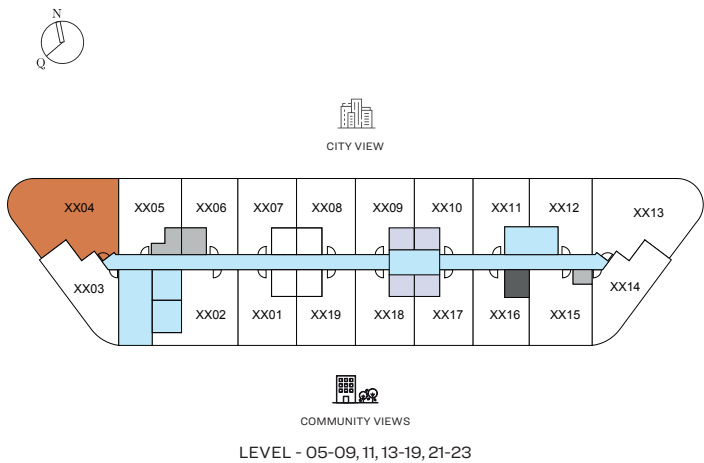 N
Q
CITY VIEW
XX04 XX05 XX06 XX07 XX08 XX09 XX10 XX11 XX12 XX13
XX03 XX14
XX02 XX01 XX19 XX18 XX17 XX16 XX15
COMMUNITY VIEWS
LEVEL - 05-09, 11, 13-19, 21-23